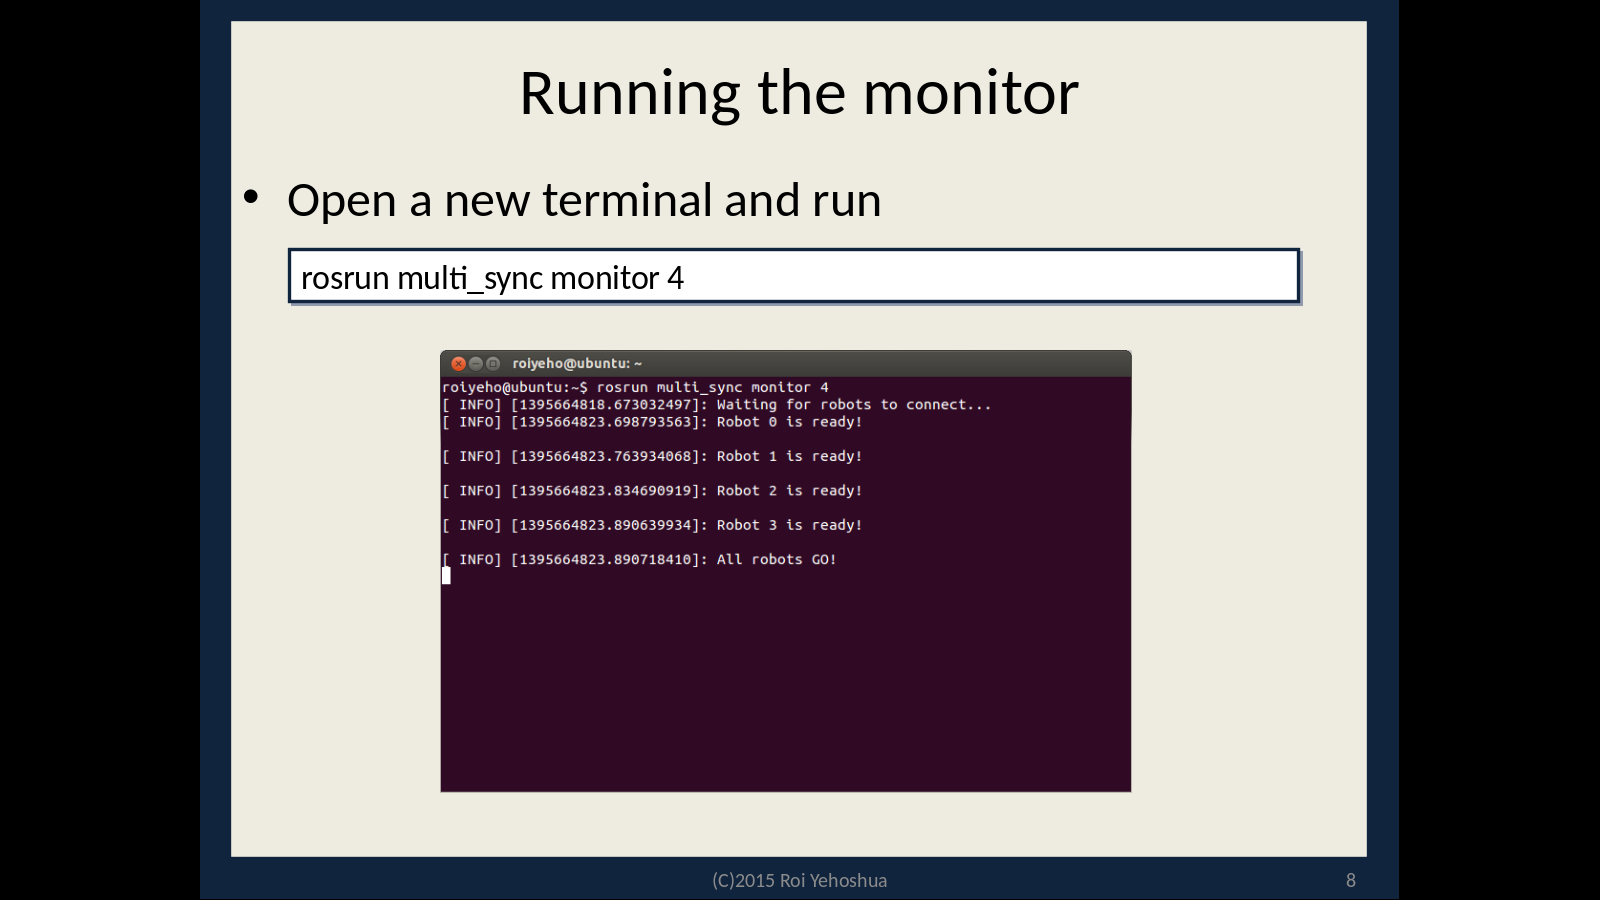 Running the monitor
• Open a new terminal and run
rosrun multi_sync monitor 4
roiyeho@ubuntu: ~
roiyeho@ubuntu:~$ rosrun multi_sync monitor 4
[ INFO] [1395664818.673032497]: Waiting for robots to connect...
[ INFO] [1395664823.698793563]: Robot 0 is ready!
[ INFO] [1395664823.763934068]: Robot 1 is ready!
[ INFO] [1395664823.834690919]: Robot 2 is ready!
[ INFO] [1395664823.890639934]: Robot 3 is ready!
[ INFO] [1395664823.890718410]: All robots GO!
(C)2015 Roi Yehoshua
8